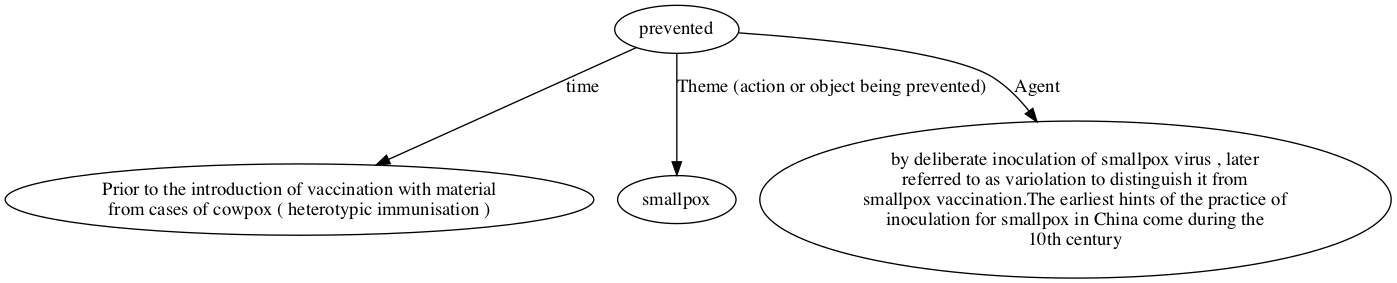 prevented
time
Theme (action or object being prevented)
Agent
Prior to the introduction of vaccination with material
from cases of cowpox ( heterotypic immunisation )
smallpox
by deliberate inoculation of smallpox virus , later
referred to as variolation to distinguish it from
smallpox vaccination.The earliest hints of the practice of
inoculation for smallpox in China come during the
10th century